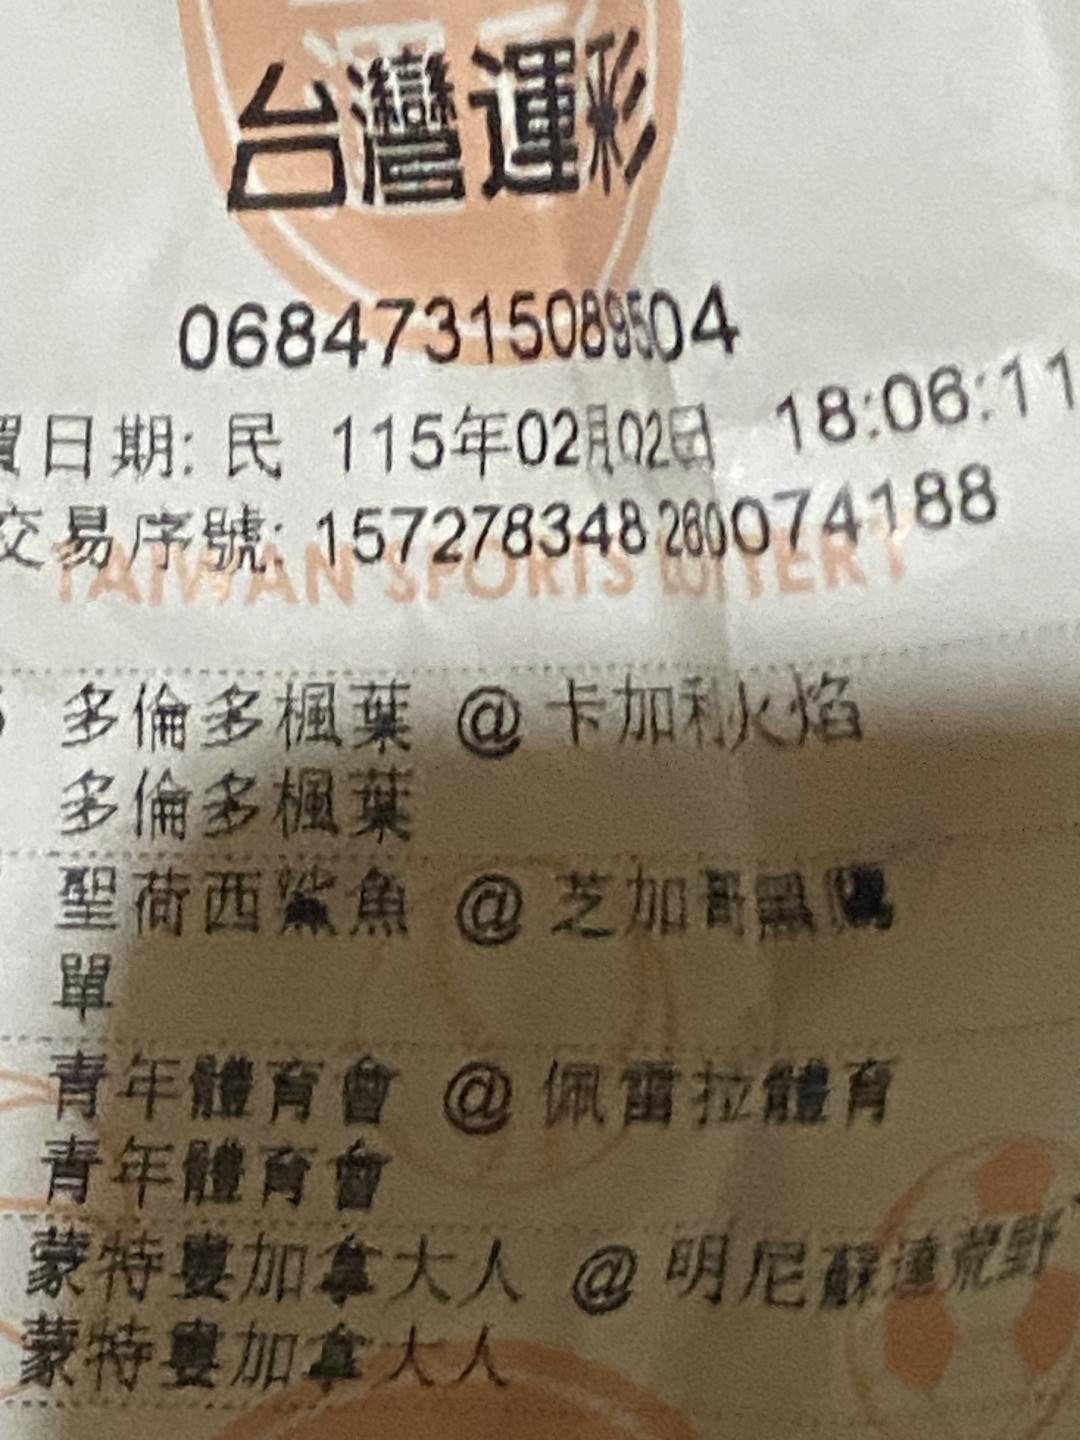 台灣運彩
06847315089504
買日期: 民 115年02月02日 18:06:11
交易序號: 157278348 2600074188
TAIWAN SPORTS LOTTERY
多倫多楓葉 @ 卡加利火焰
多倫多楓葉
聖荷西鯊魚 @ 芝加哥黑鷹
單
青年體育會 @ 佩雷拉體育
青年體育會
蒙特婁加拿大人 @ 明尼蘇達荒野
蒙特婁加拿大人